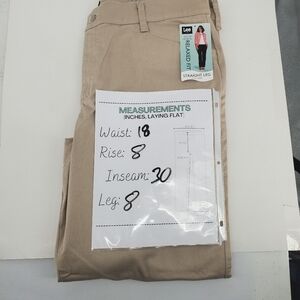 Lee
RELAXED FIT
STRAIGHT LEG
MEASUREMENTS
(INCHES, LAYING FLAT)
Waist: 18
Rise: 8
Inseam: 30
Leg: 8